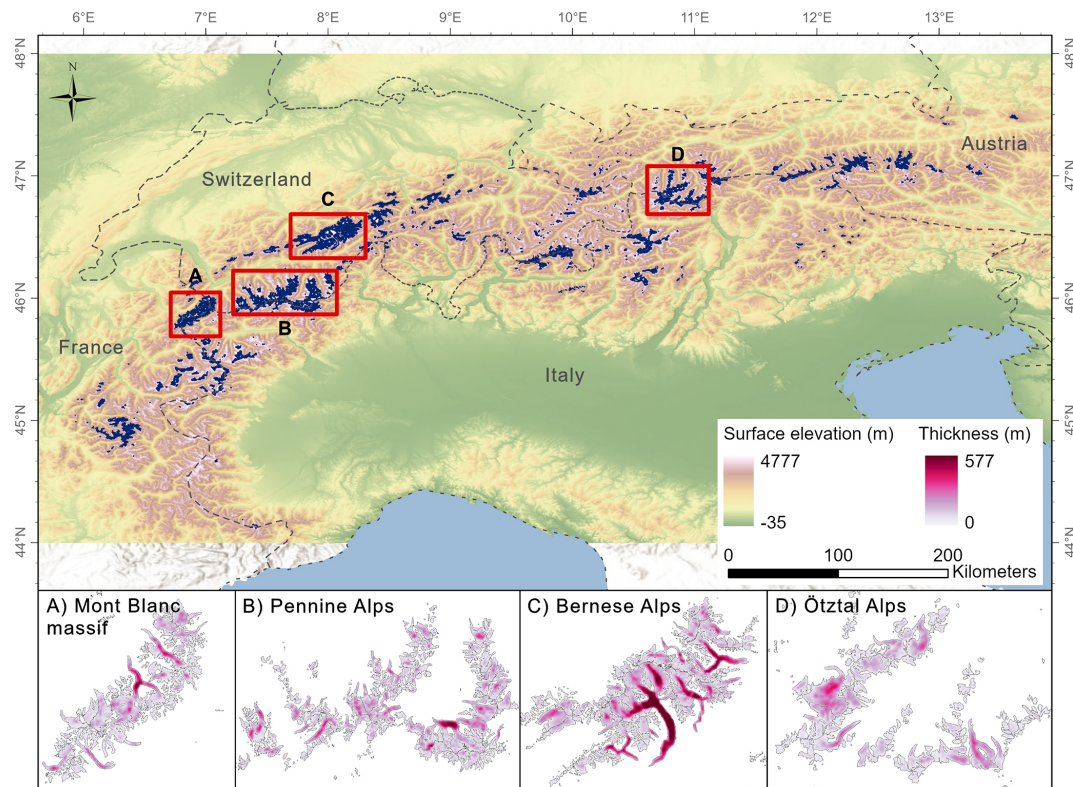 6°E 7°E 8°E 9°E 10°E 11°E 12°E 13°E
48°N 48°N
N
47°N 47°N
46°N 46°N
45°N 45°N
44°N 44°N
Austria
D
Switzerland
C
A
B
France
Italy
Surface elevation (m) Thickness (m)
4777 577
-35 0
0 100 200
Kilometers
A) Mont Blanc
massif
B) Pennine Alps
C) Bernese Alps
D) Ötztal Alps